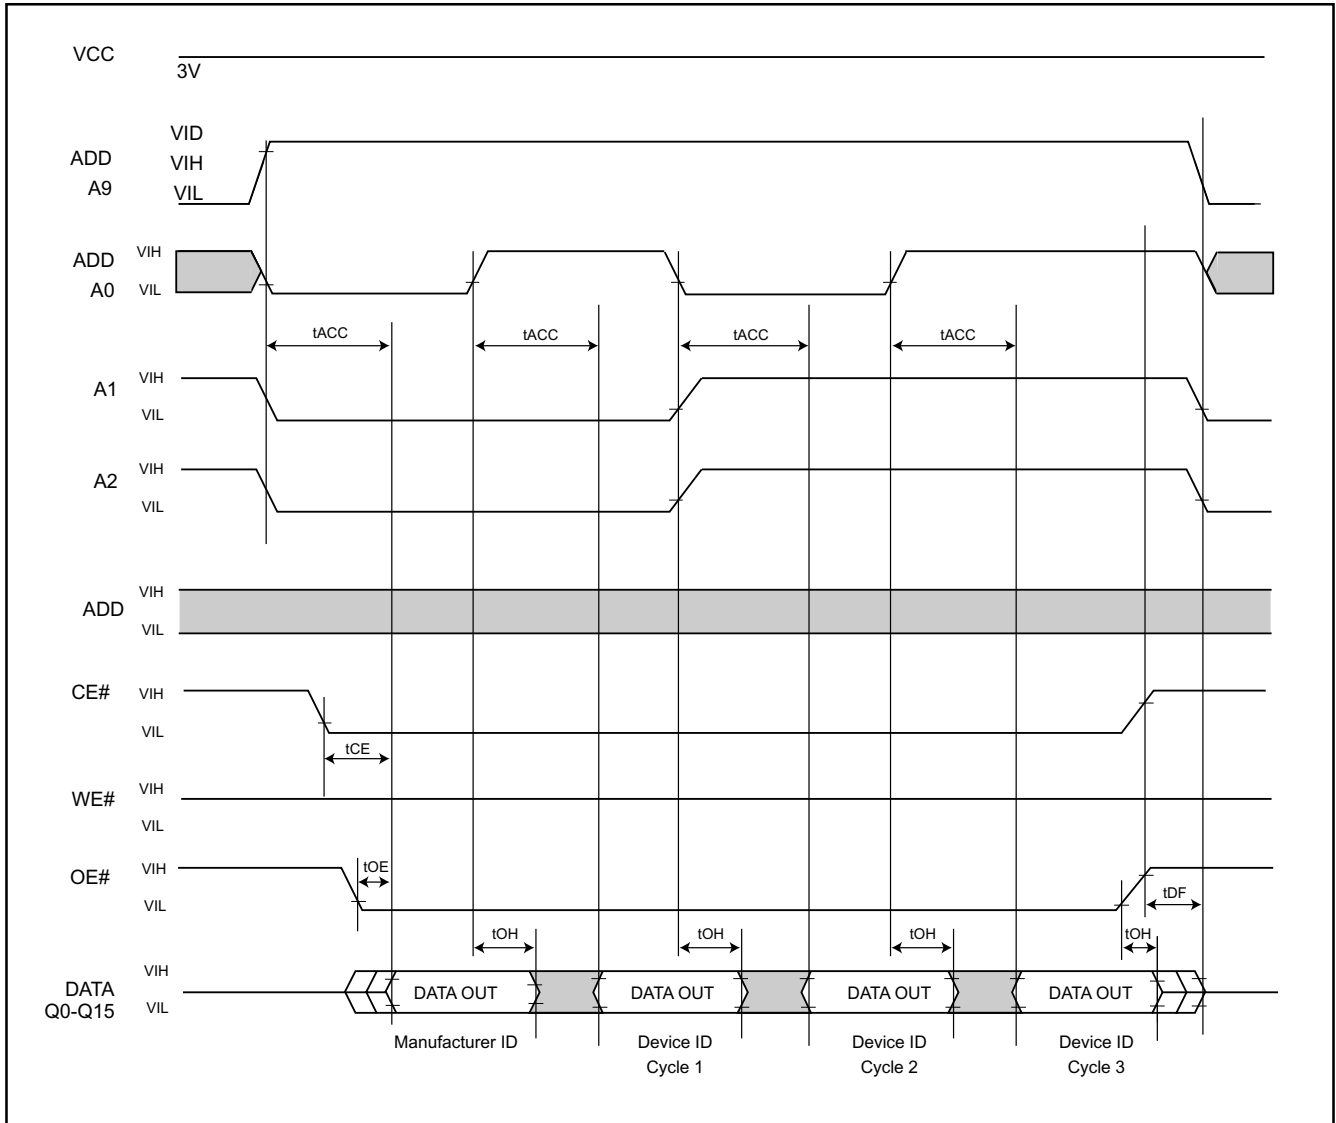 VCC
3V
VID
ADD
VIH
A9
VIL
ADD
VIH
A0
VIL
tACC
tACC
tACC
tACC
A1
VIH
VIL
A2
VIH
VIL
ADD
VIH
VIL
CE#
VIH
VIL
tCE
WE#
VIH
VIL
OE#
VIH
VIL
tOE
tDF
tOH
tOH
tOH
tOH
DATA
Q0-Q15
VIH
VIL
DATA OUT
DATA OUT
DATA OUT
DATA OUT
Manufacturer ID
Device ID
Cycle 1
Device ID
Cycle 2
Device ID
Cycle 3